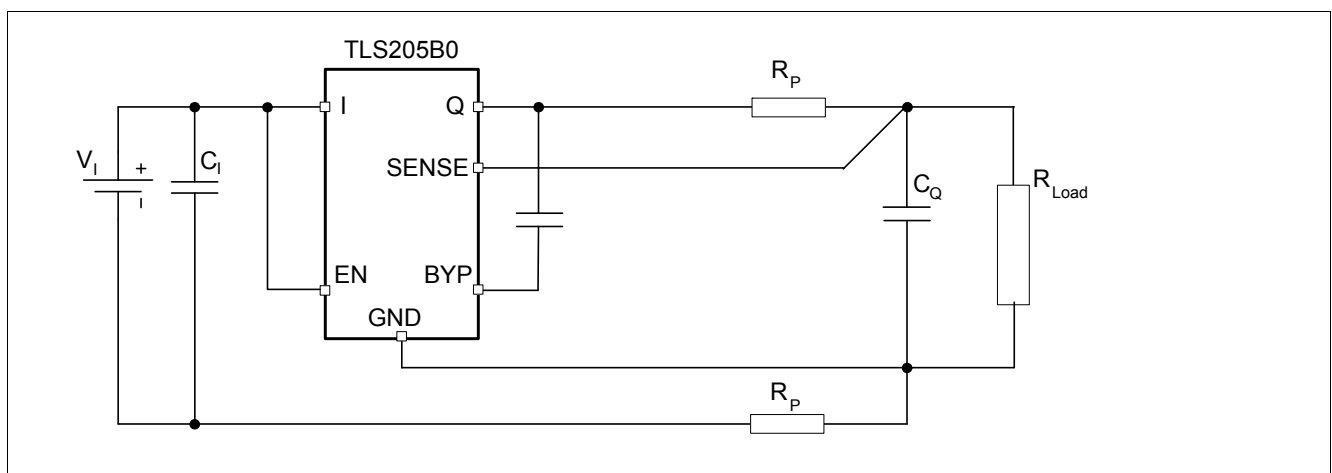 TLS205B0
R_P
I
Q
V_I
+
C_I
SENSE
C_Q
R_Load
EN
BYP
GND
R_P